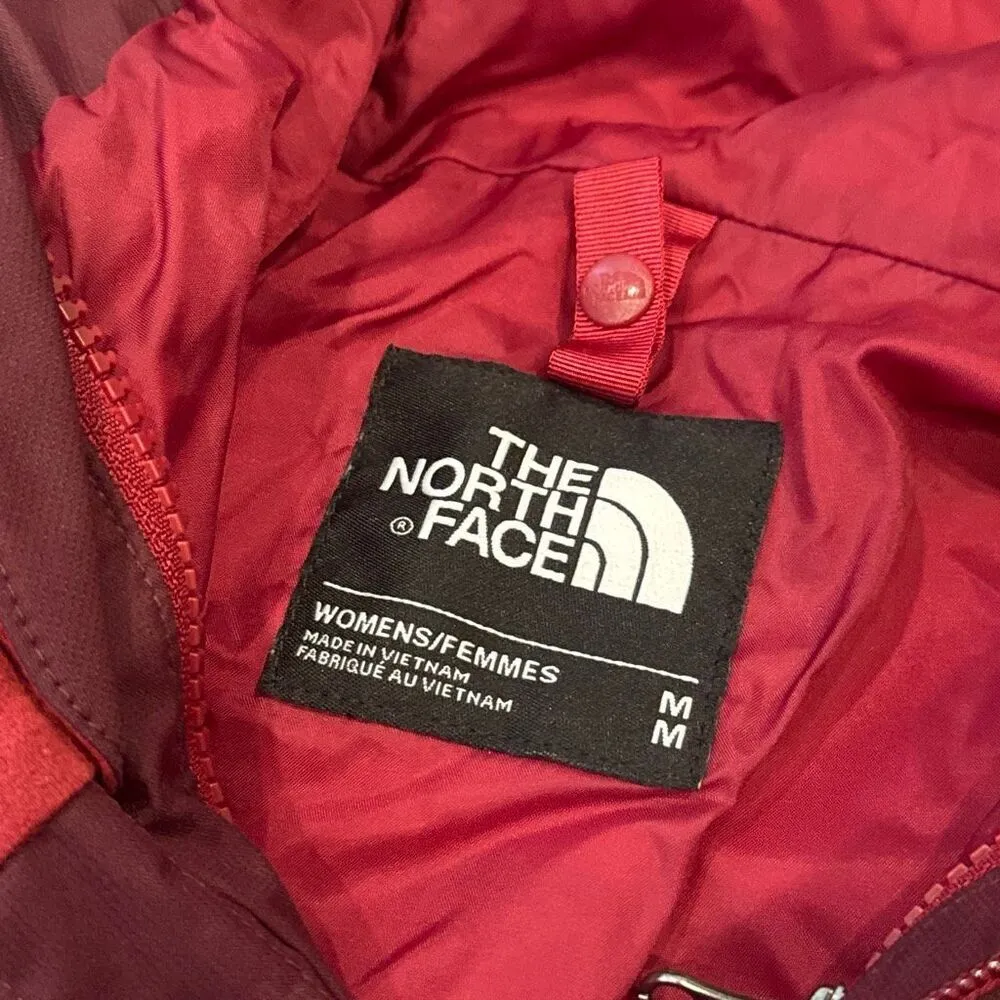 THE
NORTH
® FACE
WOMENS/FEMMES
MADE IN VIETNAM
FABRIQUÉ AU VIETNAM
M
M